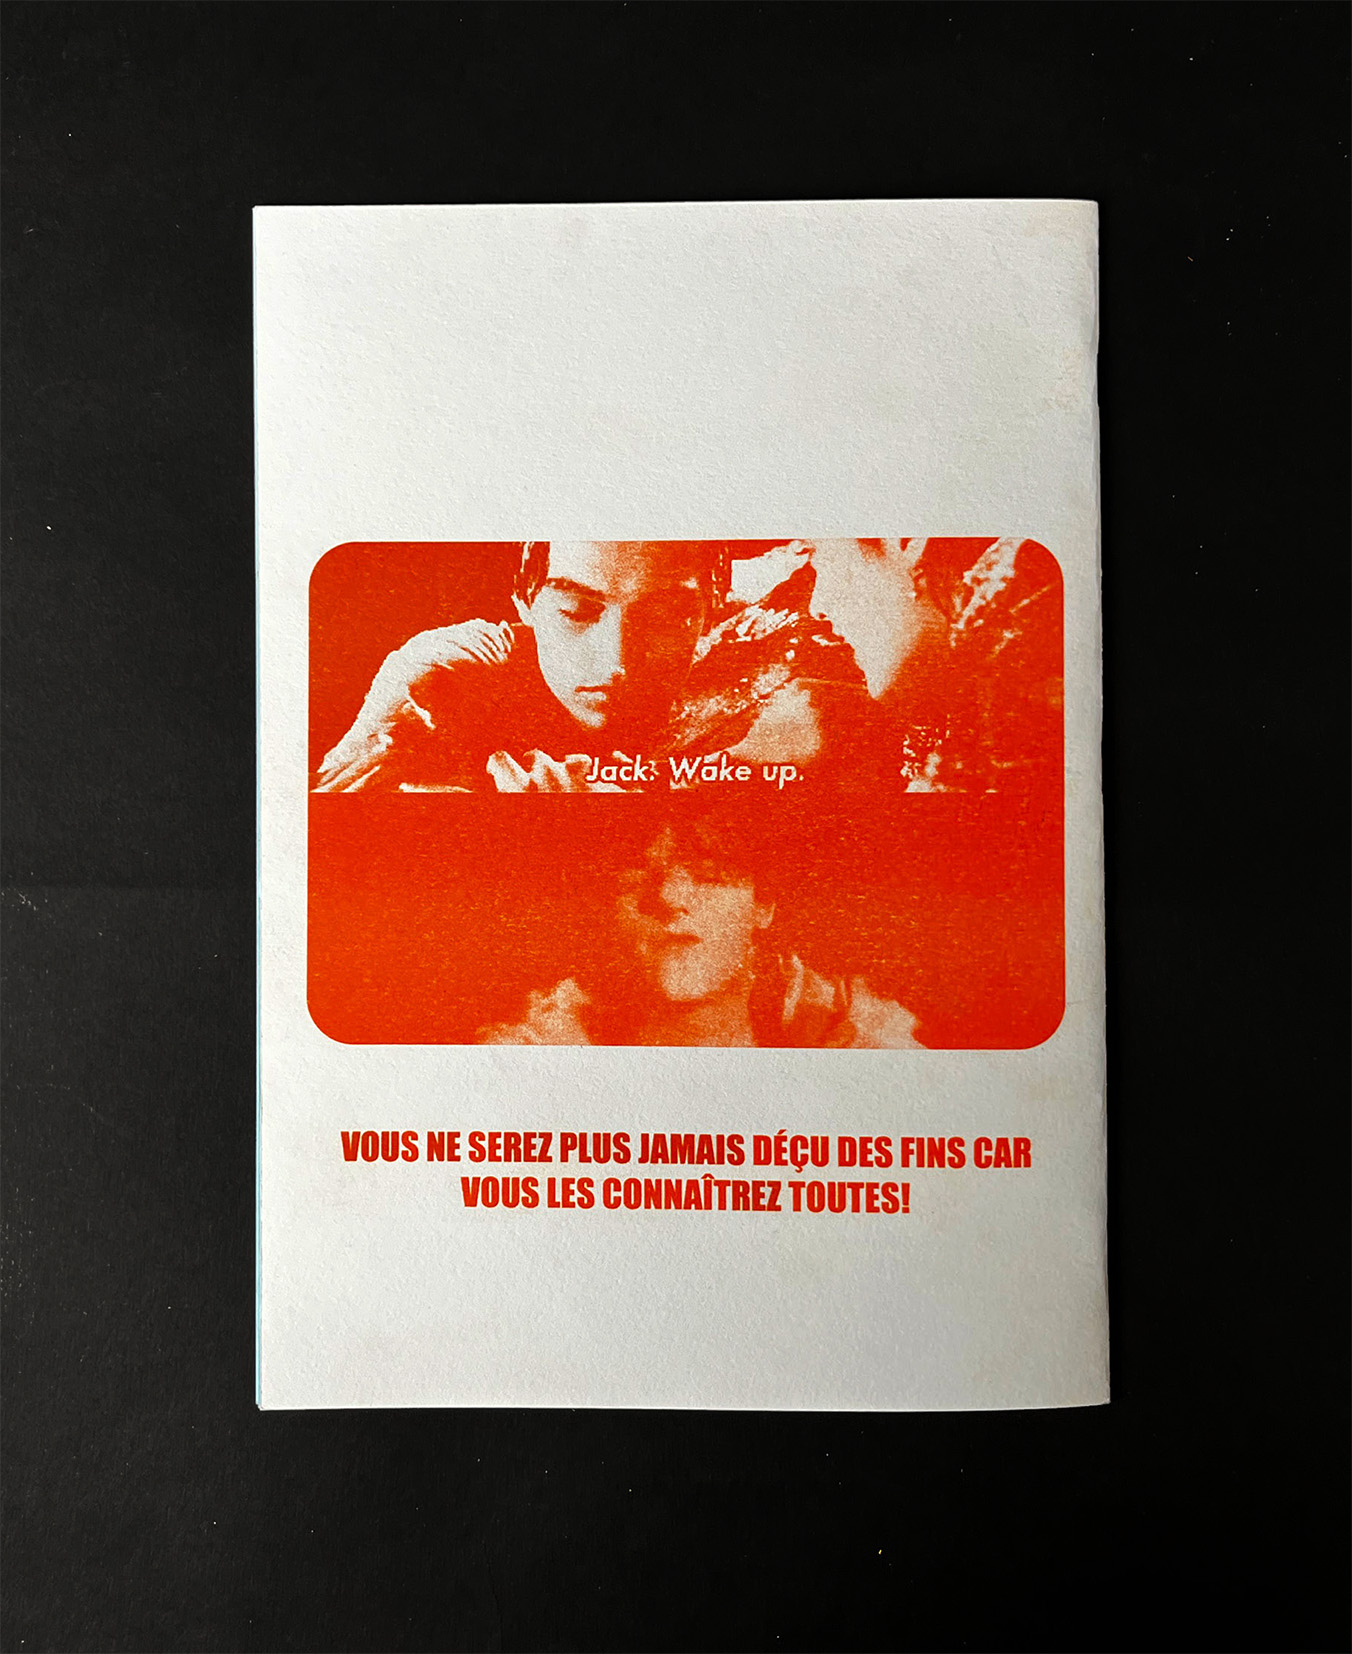 Jack. Wake up.
VOUS NE SEREZ PLUS JAMAIS DÉÇU DES FINS CAR
VOUS LES CONNAÎTREZ TOUTES!